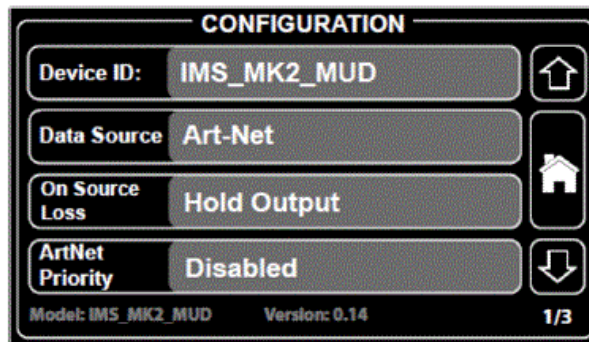 CONFIGURATION
Device ID: IMS_MK2_MUD
Data Source Art-Net
On Source
Loss
Hold Output
ArtNet
Priority
Disabled
Model: IMS_MK2_MUD Version: 0.14 1/3